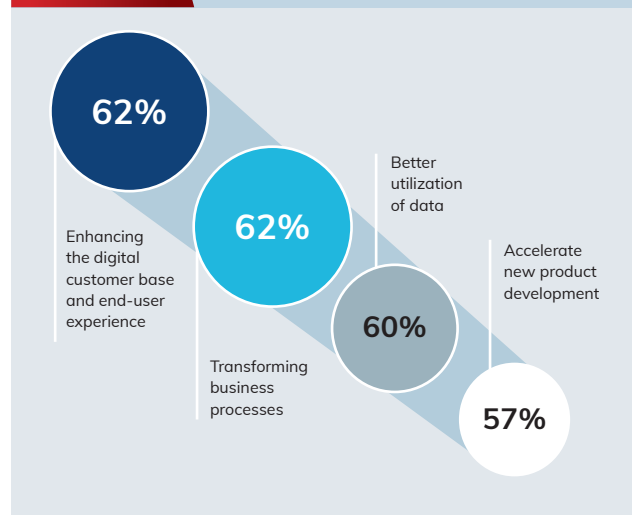 62%
Enhancing
the digital
customer base
and end-user
experience
62%
Transforming
business
processes
Better
utilization
of data
60%
Accelerate
new product
development
57%